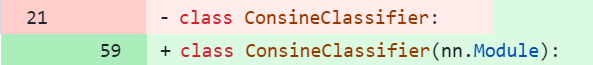 21 - class ConsineClassifier:
59 + class ConsineClassifier(nn.Module):